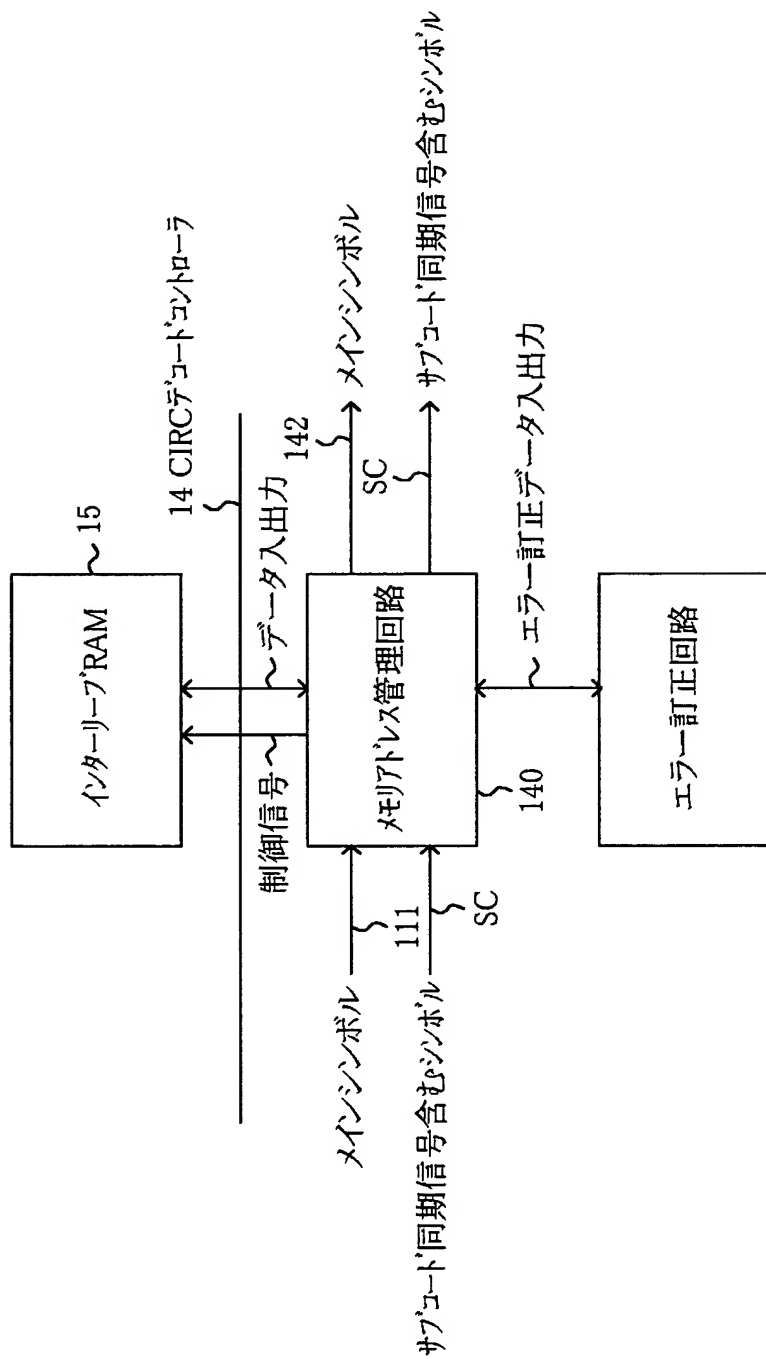 15
インターリーブRAM
14 CIRCデコードコントローラ
制御信号
データ入出力
メインシンボル
111
サブコード同期信号含むρシンボル
SC
メモリアドレス管理回路
140
142
メインシンボル
SC
サブコード同期信号含むρシンボル
エラー訂正データ入出力
エラー訂正回路